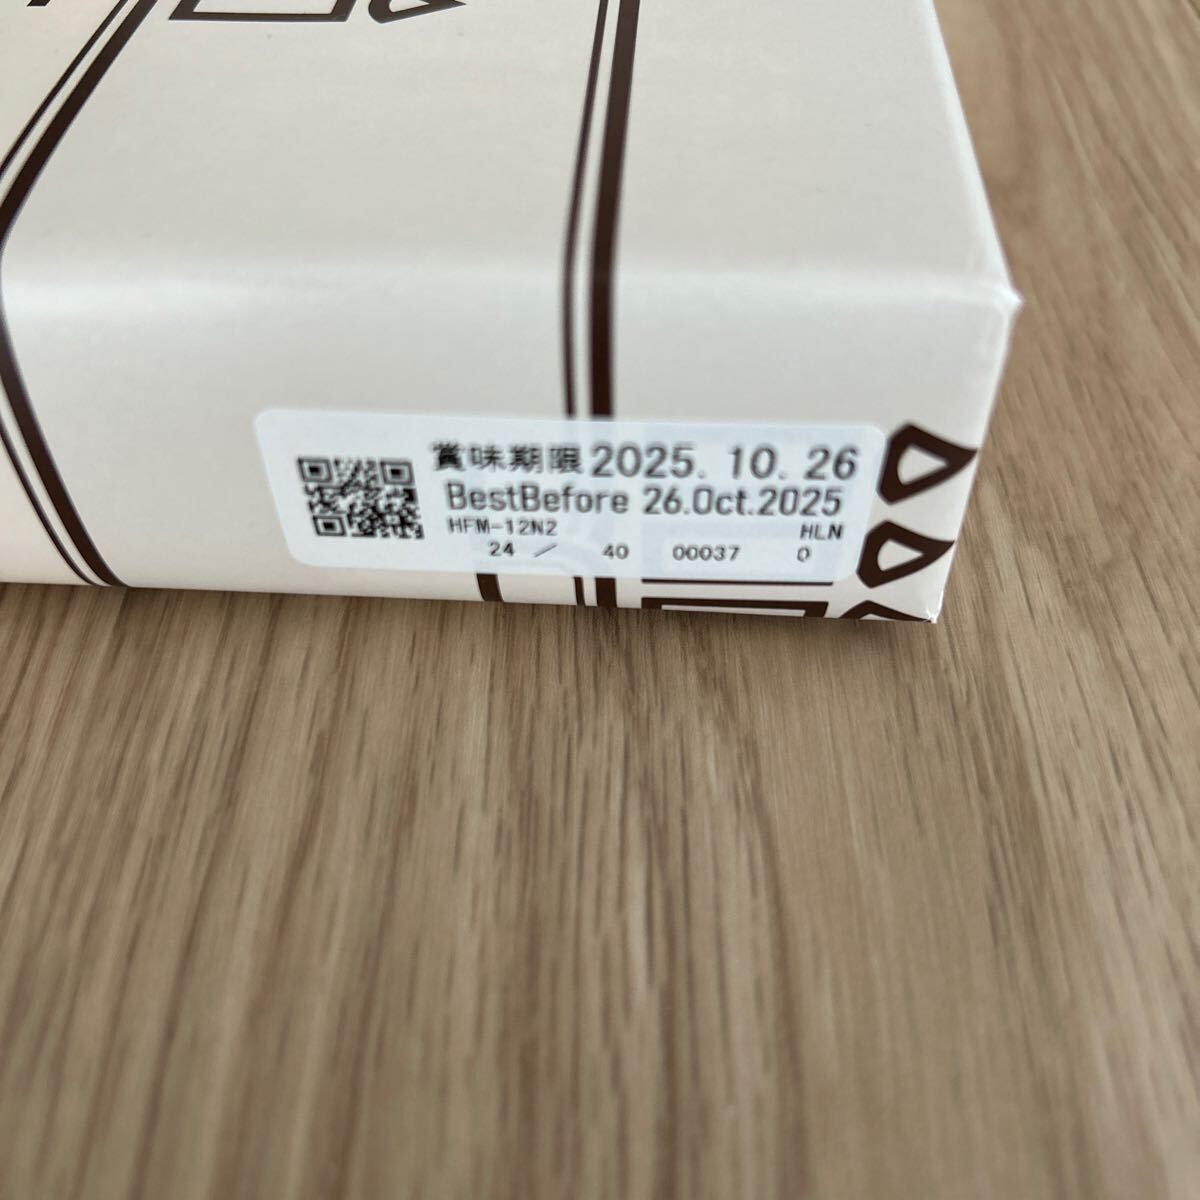 賞味期限 2025. 10. 26
BestBefore 26.Oct.2025
HFM-12N2 HLN
24 / 40 00037 0